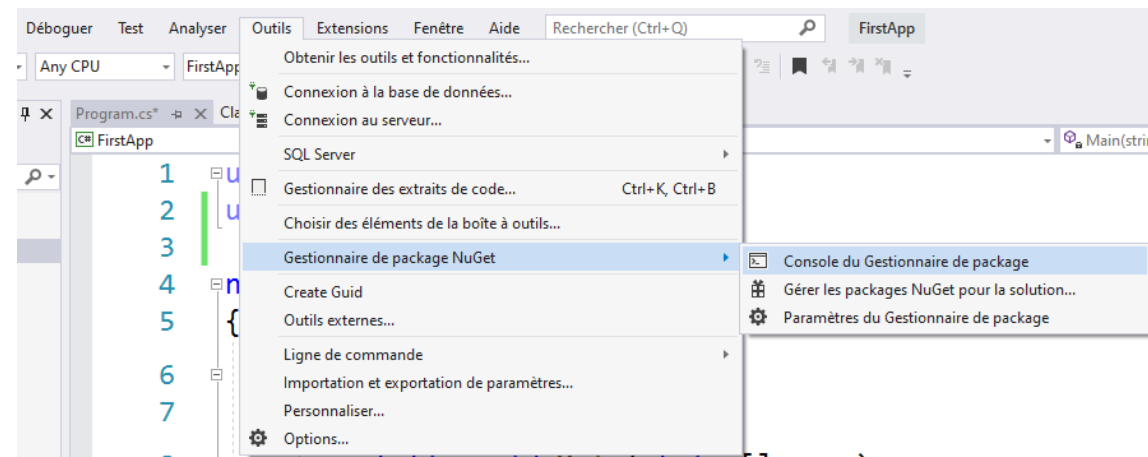 Déboguer Test Analyser Outils Extensions Fenêtre Aide Rechercher (Ctrl+Q) FirstApp
Any CPU FirstApp
Obtenir les outils et fonctionnalités...
Connexion à la base de données...
Program.cs*
Connexion au serveur...
C# FirstApp
SQL Server
1
Gestionnaire des extraits de code... Ctrl+K, Ctrl+B
2
Choisir des éléments de la boîte à outils...
3
Gestionnaire de package NuGet
Console du Gestionnaire de package
4
Create Guid
Gérer les packages NuGet pour la solution...
5 {
Outils externes...
Paramètres du Gestionnaire de package
Ligne de commande
6
Importation et exportation de paramètres...
7
Personnaliser...
Options...